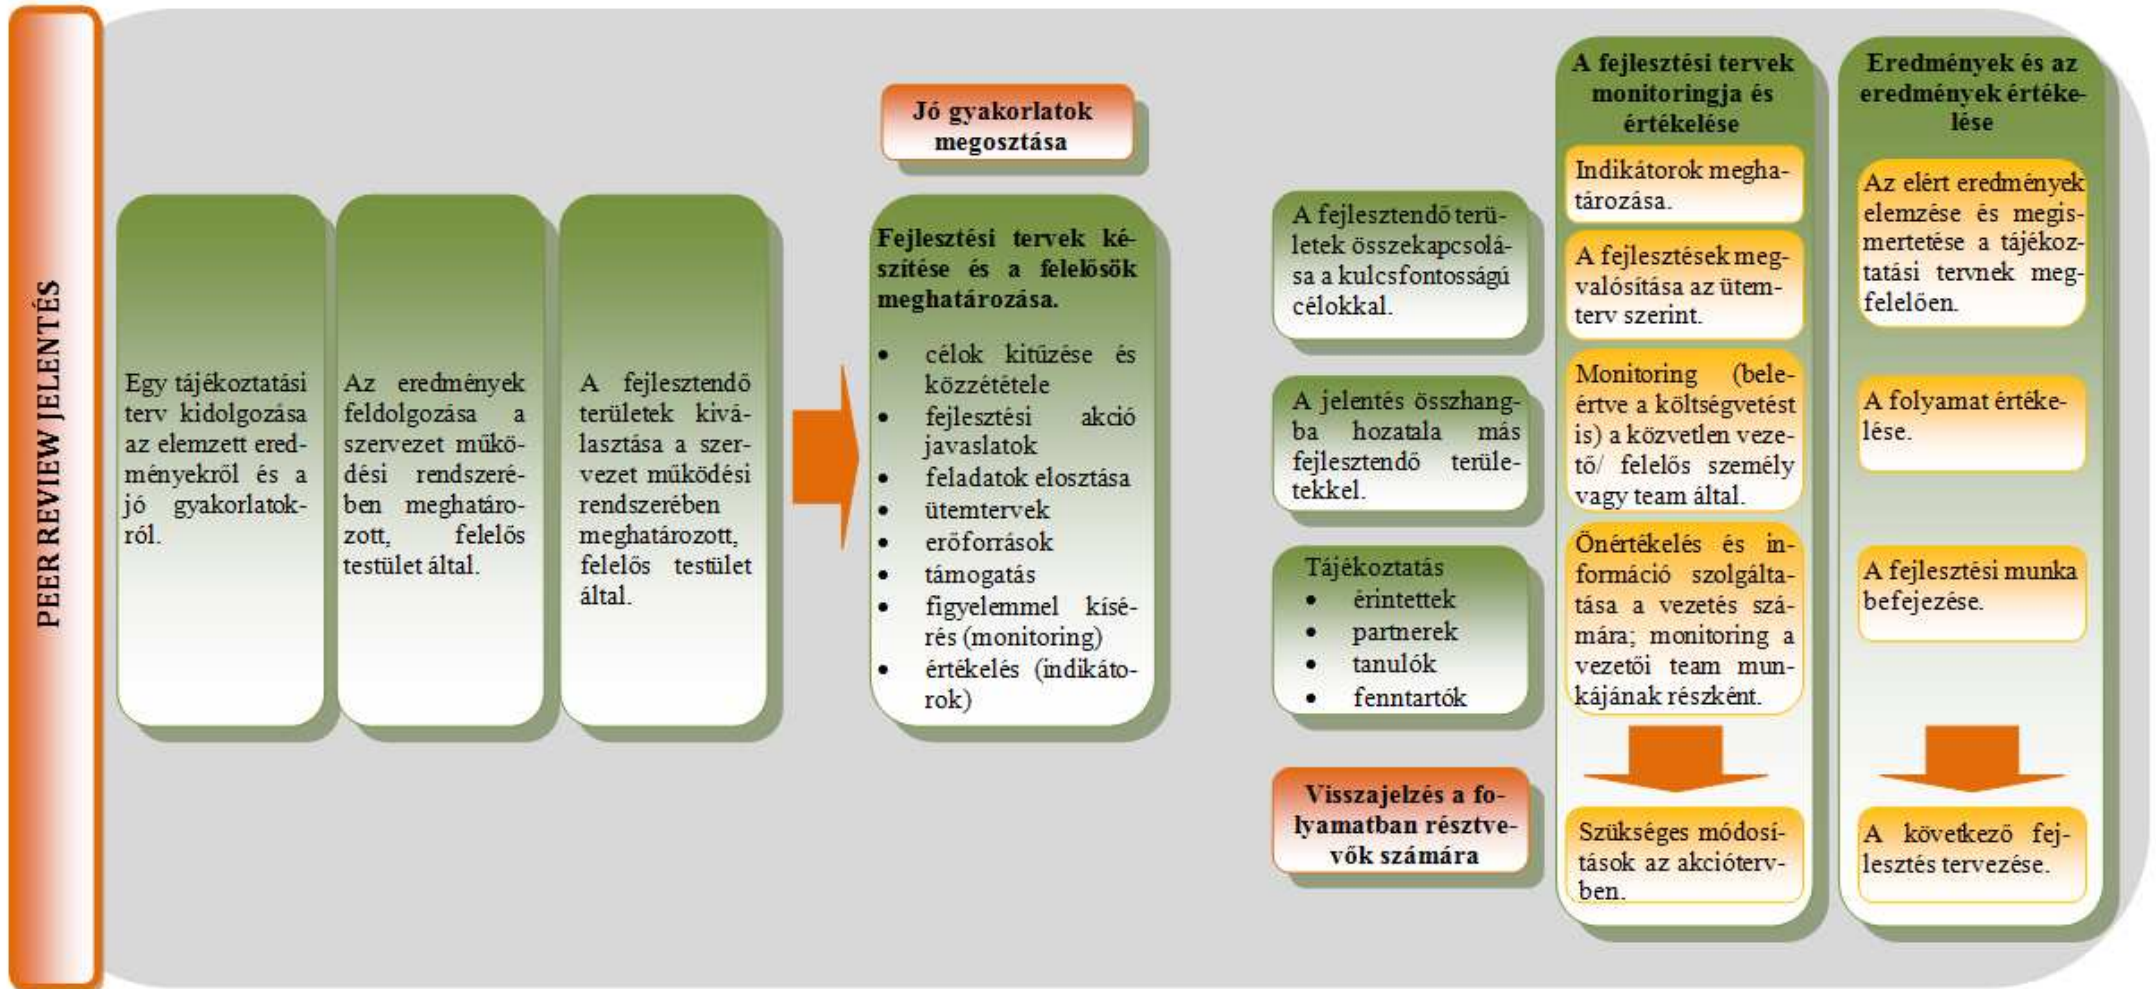 PEER REVIEW JELENTÉS
Egy tájékoztatási
terv kidolgozása
az elemzett ered-
ményekről és a
jó gyakorlatok-
ról.
Az eredmények
feldolgozása a
szervezet műkö-
dési rendszeré-
ben meghatáro-
zott, felelős
testület által.
A fejlesztendő
területek kivá-
lasztása a szer-
vezet működési
rendszerében
meghatározott,
felelős testület
által.
Jó gyakorlatok
megosztása
Fejlesztési tervek ké-
szítése és a felelősök
meghatározása.
• célok kitűzése és
közzététele
• fejlesztési akció
javaslatok
• feladatok elosztása
• ütemtervek
• erőforrások
• támogatás
• figyelemmel kísé-
rés (monitoring)
• értékelés (indikáto-
rok)
A fejlesztendő terü-
letek összekapcsolá-
sa a kulcsfontosságú
célokkal.
A jelentés összhang-
ba hozatala más
fejlesztendő terüle-
tekkel.
Tájékoztatás
• érintettek
• partnerek
• tanulók
• fenntartók
Visszajelzés a fo-
lyamatban résztve-
vők számára
A fejlesztési tervek
monitoringja és
értékelése
Indikátorok megha-
tározása.
A fejlesztések meg-
valósítása az ütem-
terv szerint.
Monitoring (bele-
értve a költségvetést
is) a közvetlen veze-
tő/ felelős személy
vagy team által.
Önértékelés és in-
formáció szolgálta-
tása a vezetés szá-
mára; monitoring a
vezetői team mun-
kájának részként.
Szükséges módosí-
tások az akcióterv-
ben.
Eredmények és az
eredmények értéke-
lése
Az elért eredmények
elemzése és megis-
mertetése a tájékoz-
tatási tervnek meg-
felelően.
A folyamat értéke-
lése.
A fejlesztési munka
befejezése.
A következő fej-
lesztés tervezése.